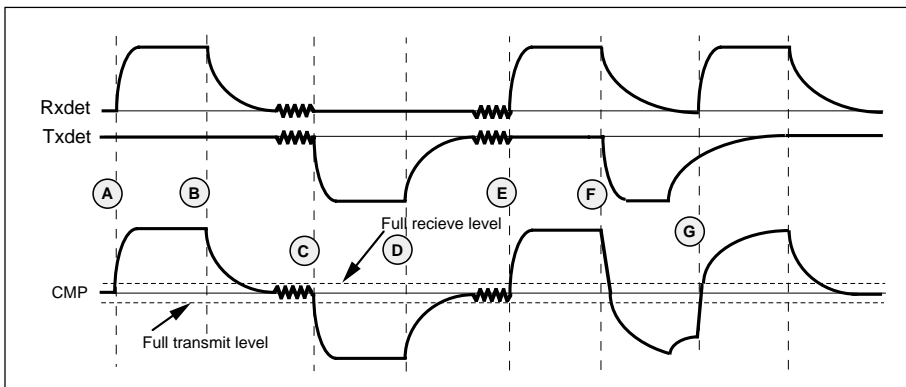 Rxdet
Txdet
A
B
E
F
C
Full recieve level
D
G
CMP
Full transmit level